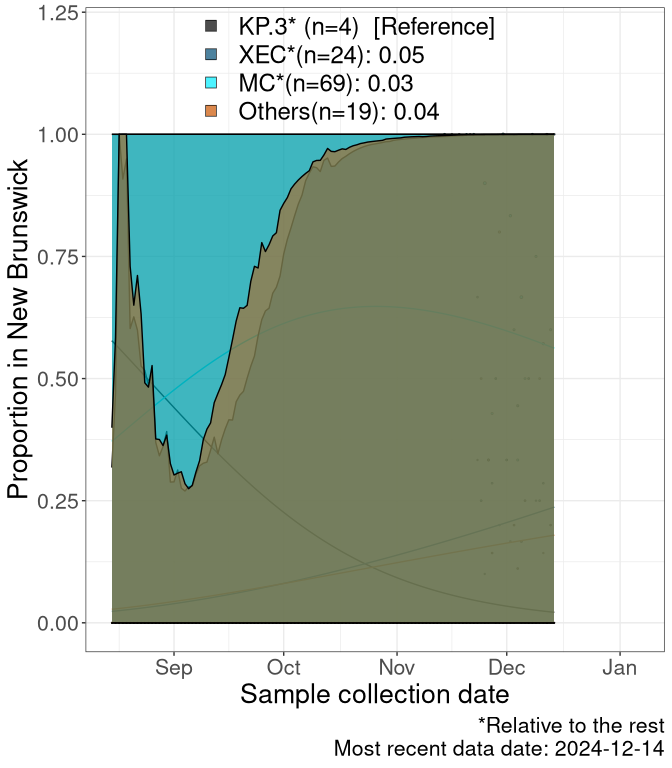 KP.3* (n=4)  [Reference]
XEC*(n=24): 0.05
MC*(n=69): 0.03
Others(n=19): 0.04
1.25
1.00
0.75
0.50
0.25
0.00
Proportion in New Brunswick
Sep Oct Nov Dec Jan
Sample collection date
*Relative to the rest
Most recent data date: 2024-12-14